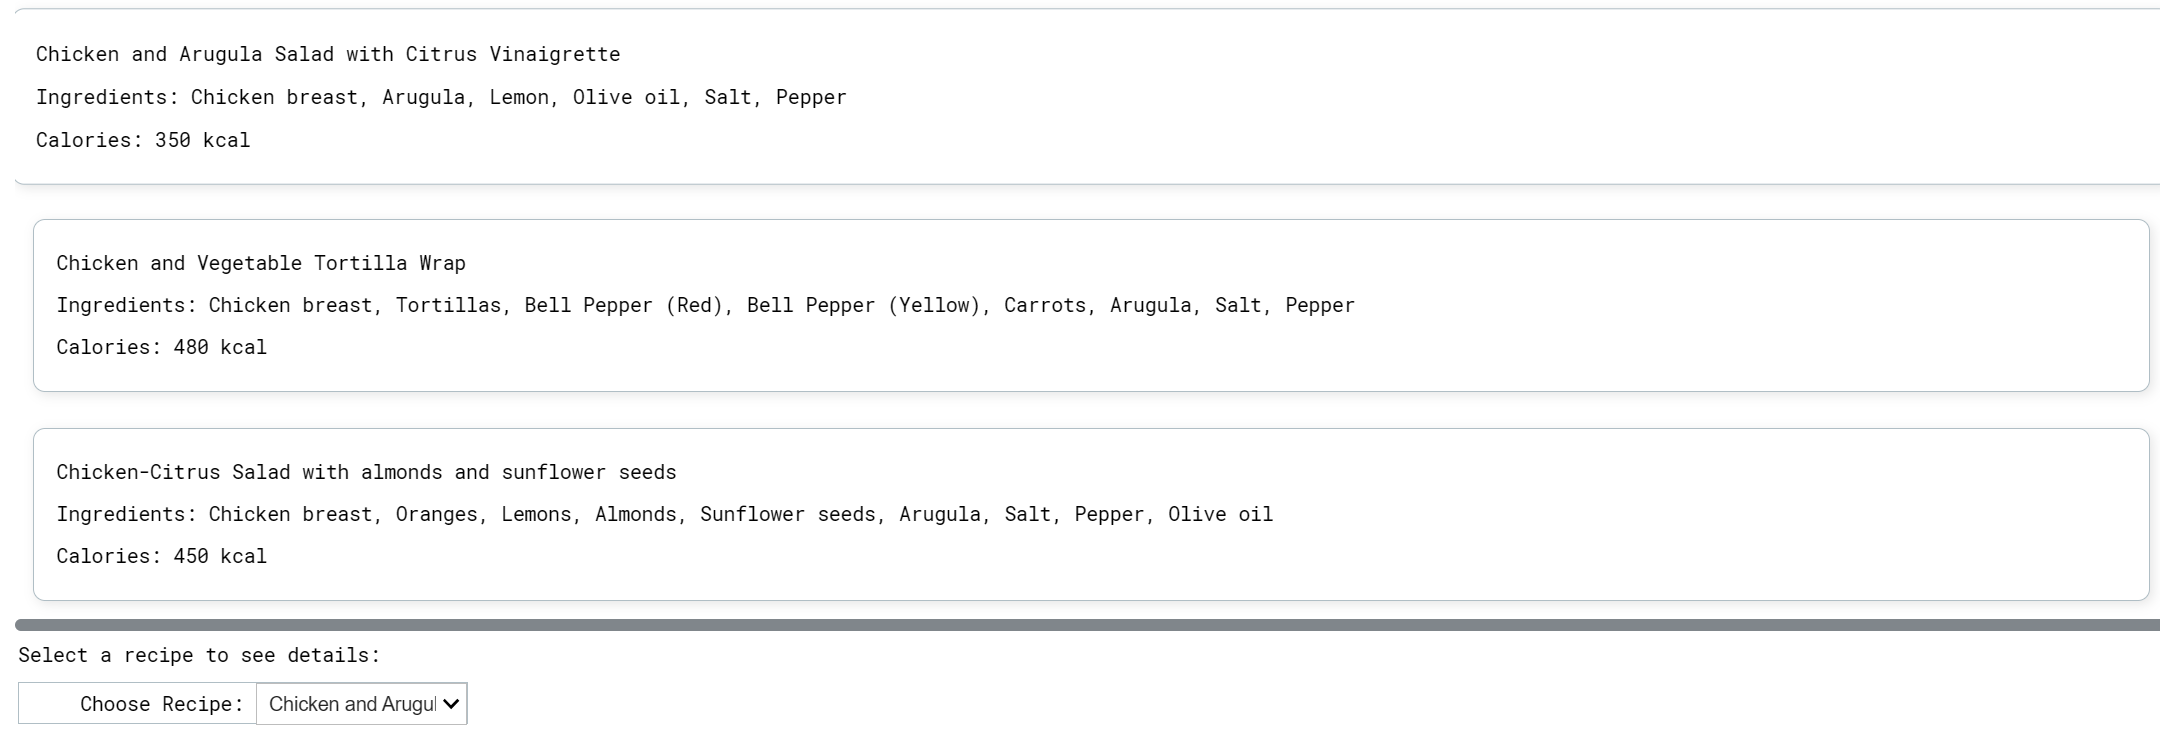 Chicken and Arugula Salad with Citrus Vinaigrette
Ingredients: Chicken breast, Arugula, Lemon, Olive oil, Salt, Pepper
Calories: 350 kcal
Chicken and Vegetable Tortilla Wrap
Ingredients: Chicken breast, Tortillas, Bell Pepper (Red), Bell Pepper (Yellow), Carrots, Arugula, Salt, Pepper
Calories: 480 kcal
Chicken-Citrus Salad with almonds and sunflower seeds
Ingredients: Chicken breast, Oranges, Lemons, Almonds, Sunflower seeds, Arugula, Salt, Pepper, Olive oil
Calories: 450 kcal
Select a recipe to see details:
Choose Recipe: Chicken and Arugul